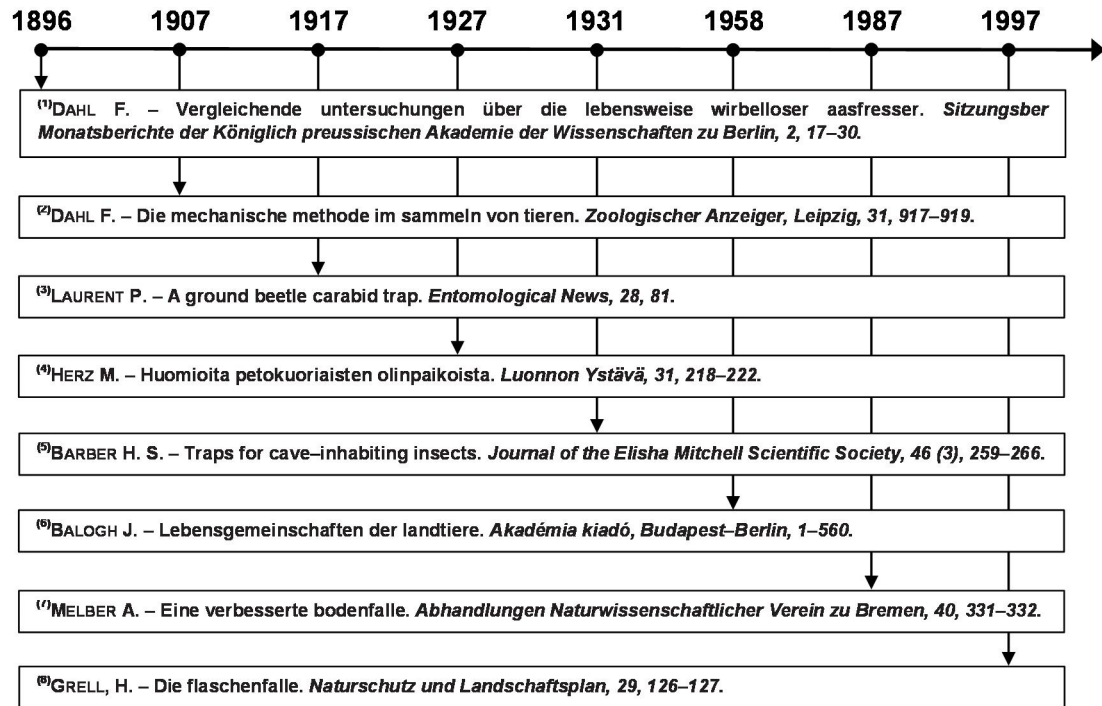 1896 1907 1917 1927 1931 1958 1987 1997
(1)DAHL F. – Vergleichende untersuchungen über die lebensweise wirbelloser aasfresser. Sitzungsber
Monatsberichte der Königlich preussischen Akademie der Wissenschaften zu Berlin, 2, 17–30.
(2)DAHL F. – Die mechanische methode im sammeln von tieren. Zoologischer Anzeiger, Leipzig, 31, 917–919.
(3)LAURENT P. – A ground beetle carabid trap. Entomological News, 28, 81.
(4)HERZ M. – Huomioita petokuoriaisten olinpaikoista. Luonnon Ystävä, 31, 218–222.
(5)BARBER H. S. – Traps for cave–inhabiting insects. Journal of the Elisha Mitchell Scientific Society, 46 (3), 259–266.
(6)BALOGH J. – Lebensgemeinschaften der landtiere. Akadémia kiadó, Budapest–Berlin, 1–560.
(7)MELBER A. – Eine verbesserte bodenfalle. Abhandlungen Naturwissenschaftlicher Verein zu Bremen, 40, 331–332.
(8)GRELL, H. – Die flaschenfalle. Naturschutz und Landschaftsplan, 29, 126–127.